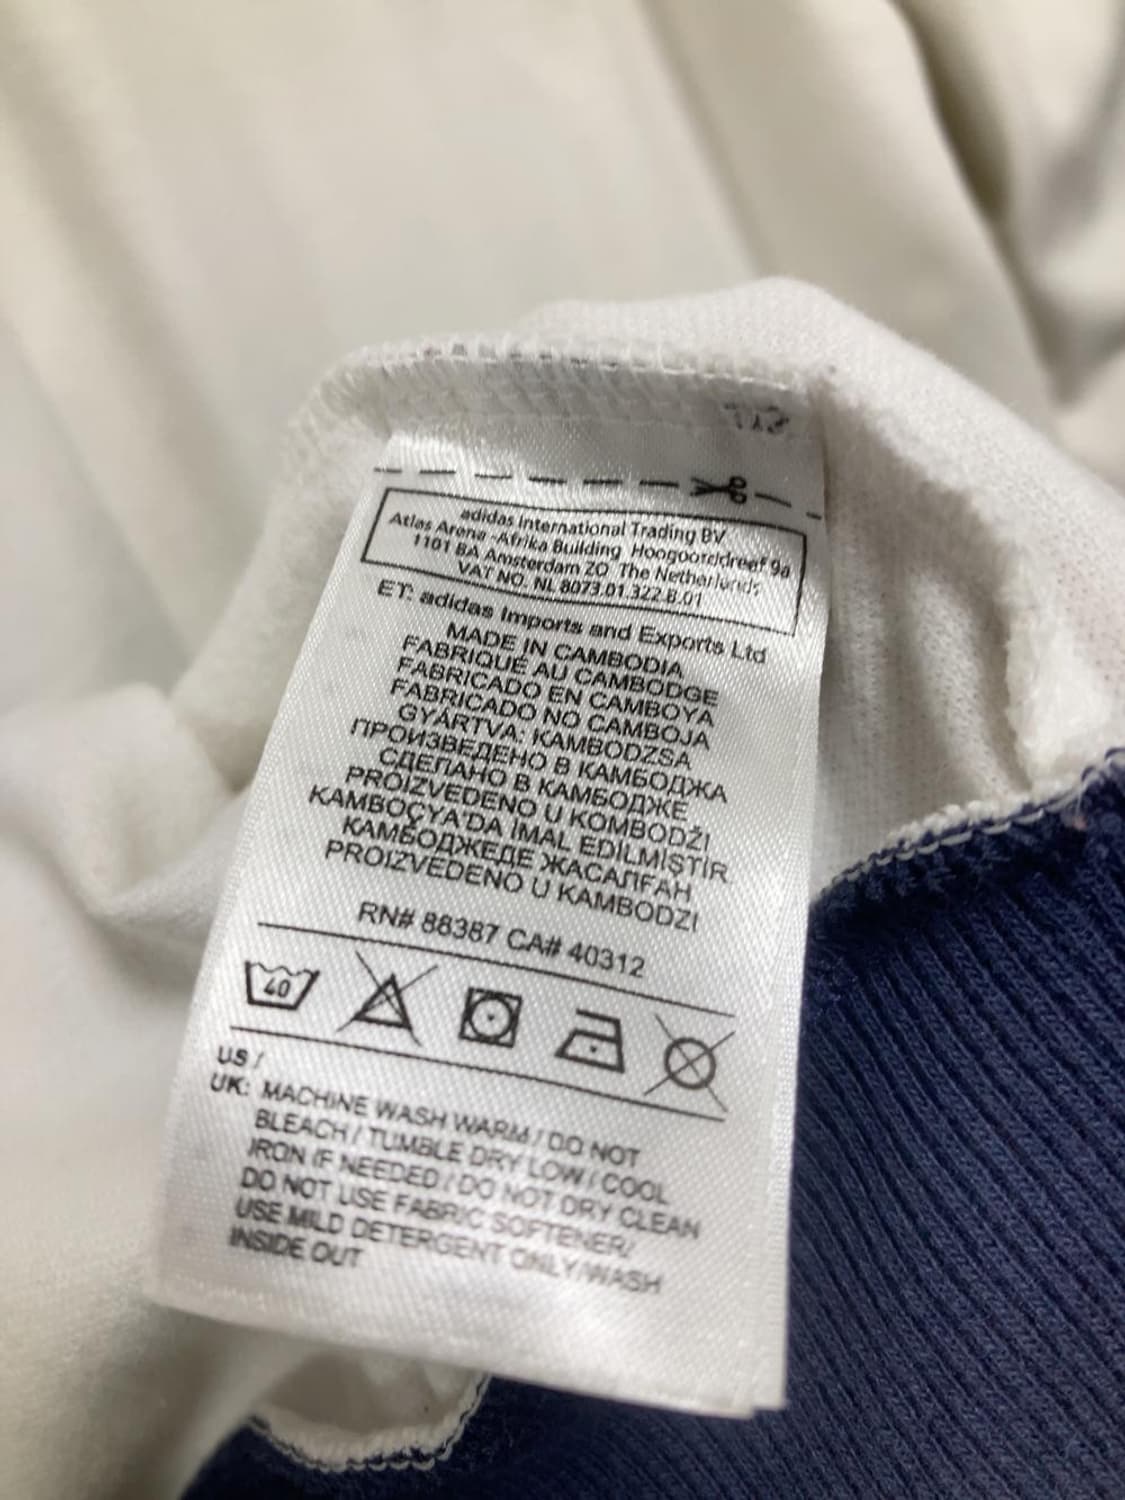 adidas International Trading BV
Atlas Arena -Afrika Building Hoogoorddreef 9a
1101 BA Amsterdam ZO The Netherlands
VAT NO. NL 8073.01.322.B.01
ET: adidas Imports and Exports Ltd
MADE IN CAMBODIA
FABRIQUÉ AU CAMBODGE
FABRICADO EN CAMBOYA
FABRICADO NO CAMBOJA
GYÁRTVA: KAMBODZSA
ПРОИЗВЕДЕНО В КАМБОДЖА
СДЕЛАНО В КАМБОДЖЕ
PROIZVEDENO U KOMBODŽI
KAMBOÇYA'DA İMAL EDİLMİŞTİR
КАМБОДЖЕДЕ ЖАСАЛҒАН
PROIZVEDENO U KAMBODZI
RN# 88387 CA# 40312
40
US /
UK: MACHINE WASH WARM / DO NOT
BLEACH / TUMBLE DRY LOW / COOL
IRON IF NEEDED / DO NOT DRY CLEAN
DO NOT USE FABRIC SOFTENER/
USE MILD DETERGENT ONLY/WASH
INSIDE OUT